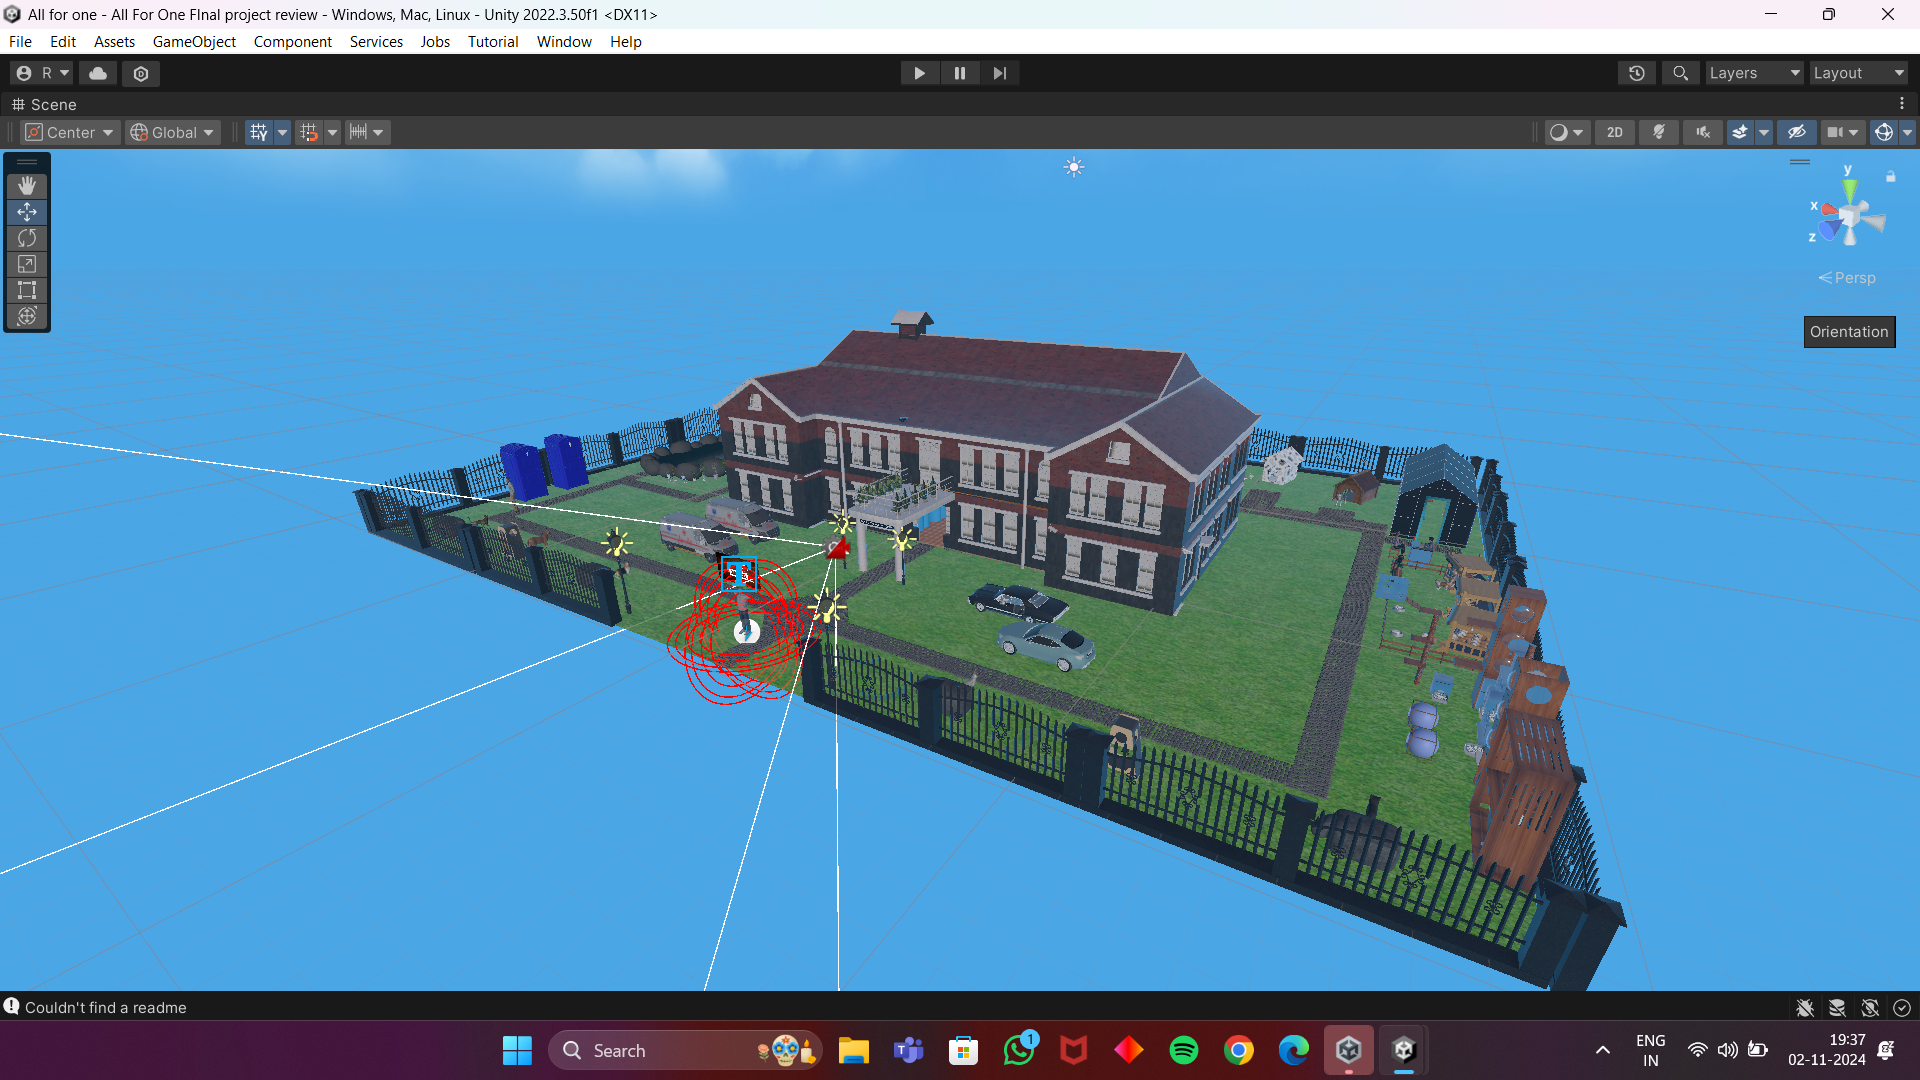 All for one - All For One FInal project review - Windows, Mac, Linux - Unity 2022.3.50f1 <DX11>
File Edit Assets GameObject Component Services Jobs Tutorial Window Help
R Layers Layout
Scene
Center Global 2D
y
x
z
Persp
Orientation
Couldn't find a readme
Search 1 ENG IN 19:37 02-11-2024